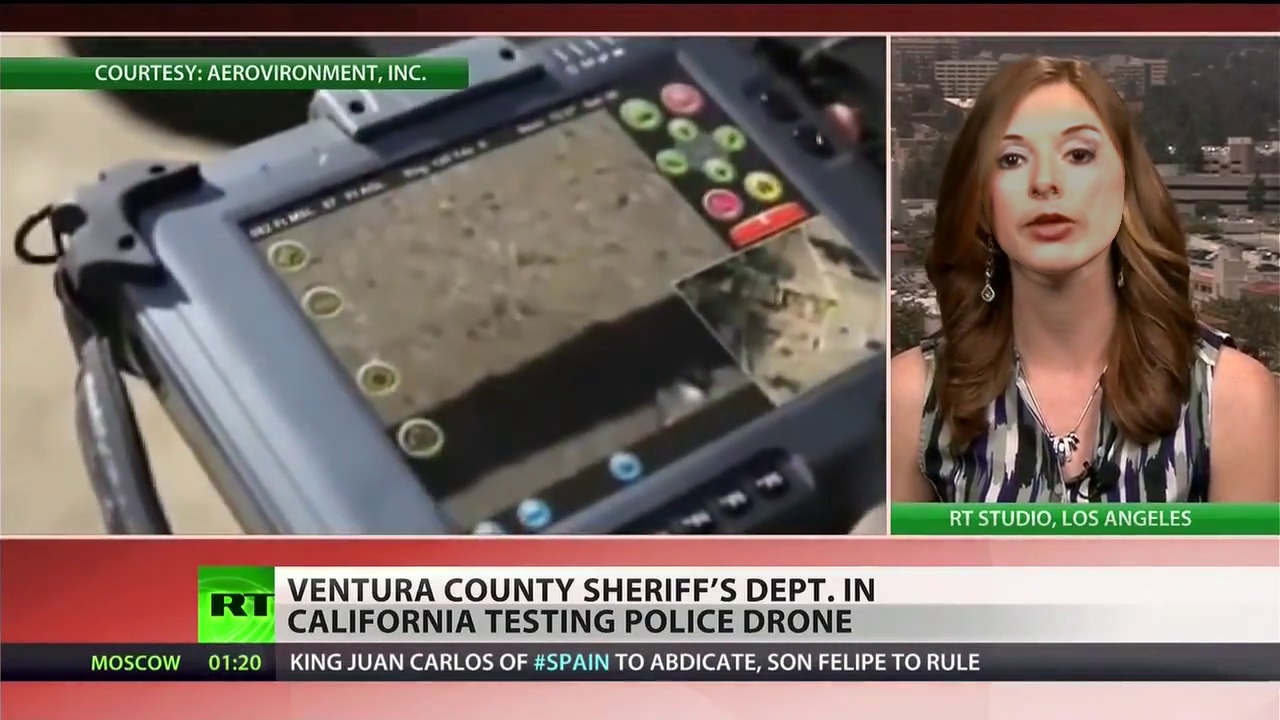 COURTESY: AEROVIRONMENT, INC.
RT STUDIO, LOS ANGELES
RT
VENTURA COUNTY SHERIFF'S DEPT. IN
CALIFORNIA TESTING POLICE DRONE
MOSCOW 01:20 KING JUAN CARLOS OF #SPAIN TO ABDICATE, SON FELIPE TO RULE